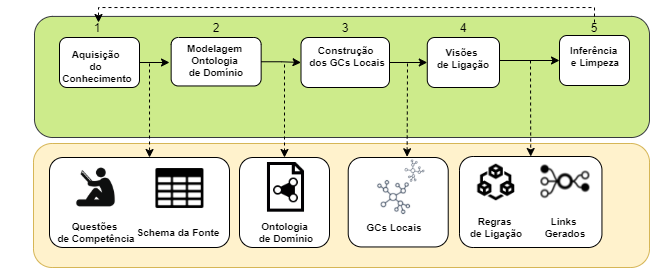 1
2
3
4
5
Aquisição
do
Conhecimento
Modelagem
Ontologia
de Domínio
Construção
dos GCs Locais
Visões
de Ligação
Inferência
e Limpeza
Questões
de Competência
Schema da Fonte
Ontologia
de Domínio
GCs Locais
Regras
de Ligação
Links
Gerados